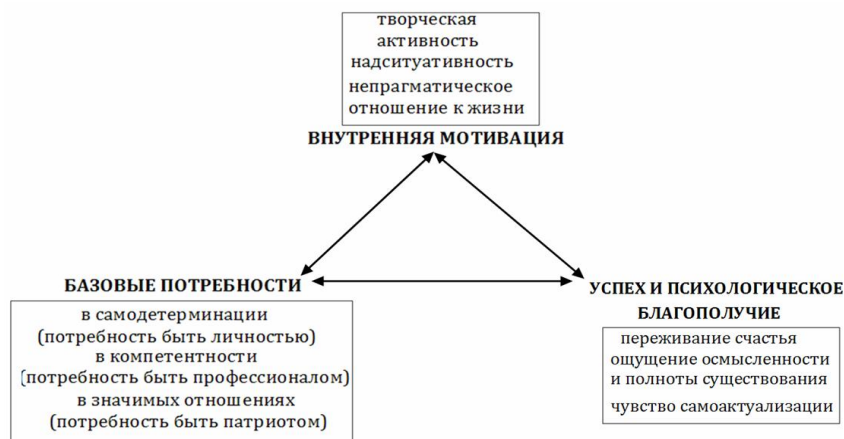 творческая
активность
надситуативность
непрагматическое
отношение к жизни
ВНУТРЕННЯЯ МОТИВАЦИЯ
БАЗОВЫЕ ПОТРЕБНОСТИ
в самодетерминации
(потребность быть личностью)
в компетентности
(потребность быть профессионалом)
в значимых отношениях
(потребность быть патриотом)
УСПЕХ И ПСИХОЛОГИЧЕСКОЕ
БЛАГОПОЛУЧИЕ
переживание счастья
ощущение осмысленности
и полноты существования
чувство самоактуализации